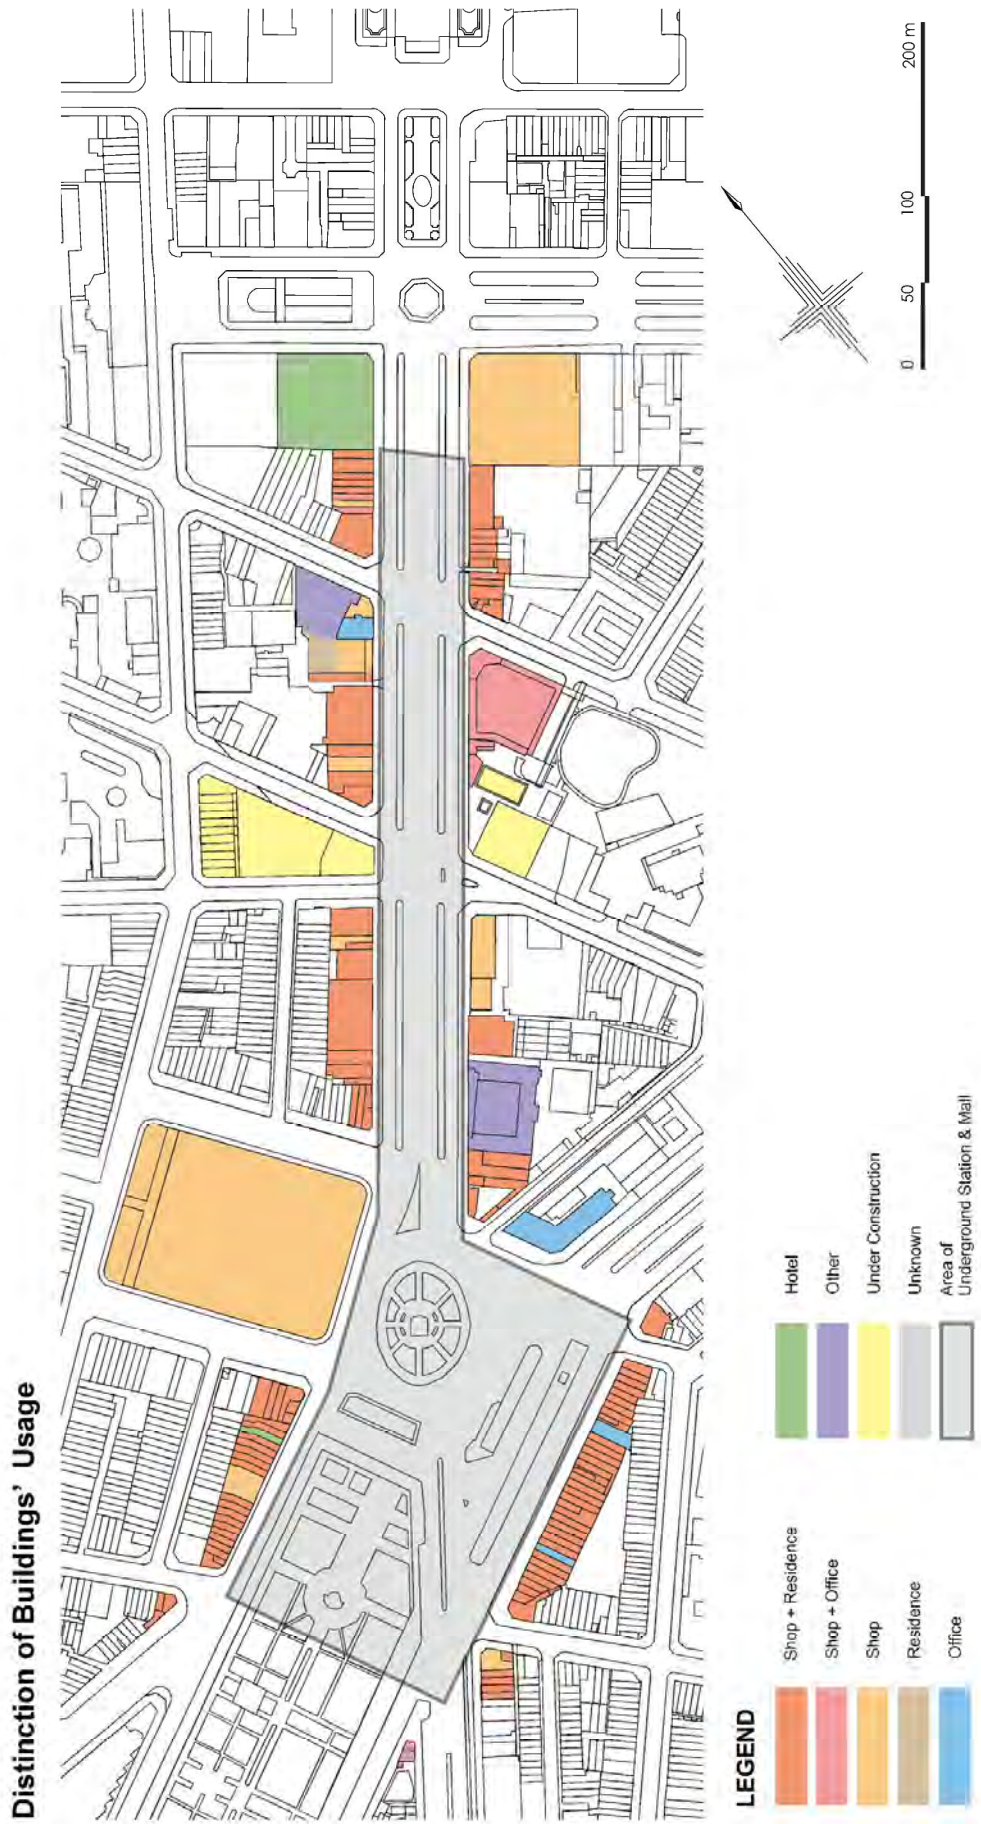 Distinction of Buildings' Usage
0
50
100
200 m
LEGEND
Shop + Residence
Shop + Office
Shop
Residence
Office
Hotel
Other
Under Construction
Unknown
Area of
Underground Station & Mall